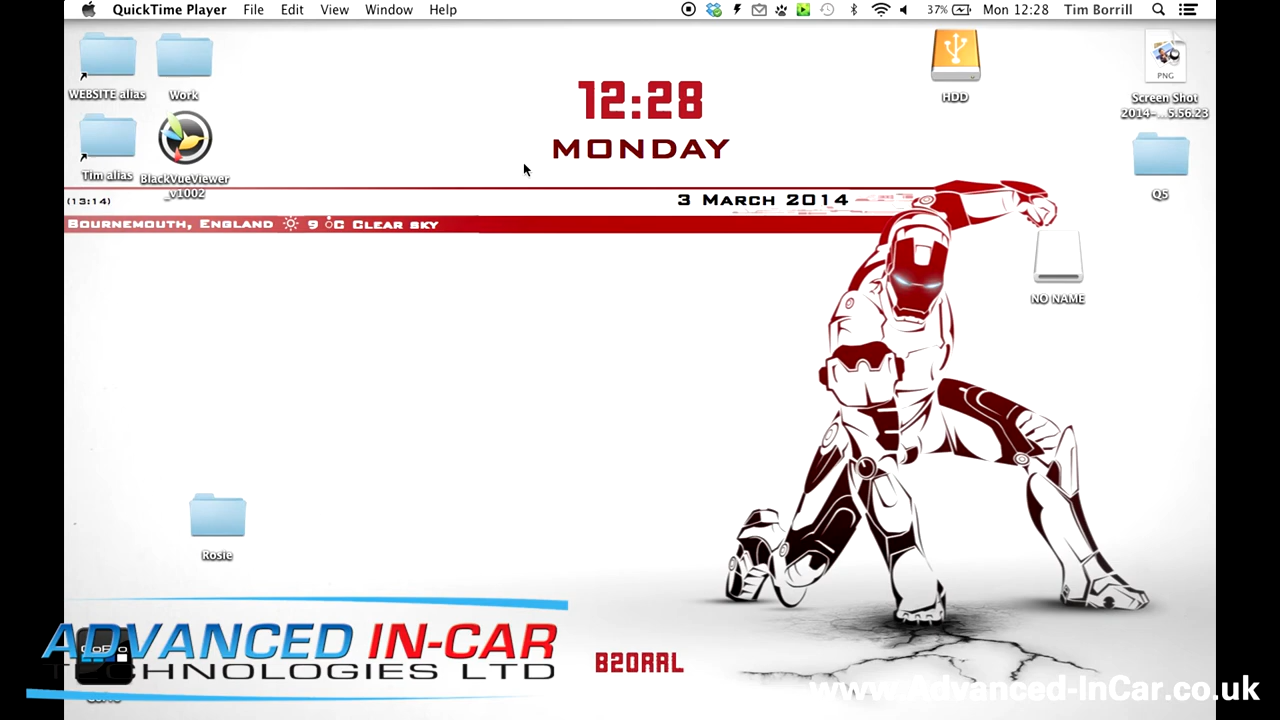 QuickTime Player File Edit View Window Help 37% Mon 12:28 Tim Borrill
WEBSITE alias
Work
HDD
PNG
Screen Shot
2014-...5.56.23
12:28
MONDAY
Tim alias
BlackVueViewer
_v1002
Q5
(13:14)
3 March 2014
Bournemouth, England 9 °C Clear sky
NO NAME
Rosie
ADVANCED IN-CAR
TECHNOLOGIES LTD
B20RRL
www.Advanced-InCar.co.uk